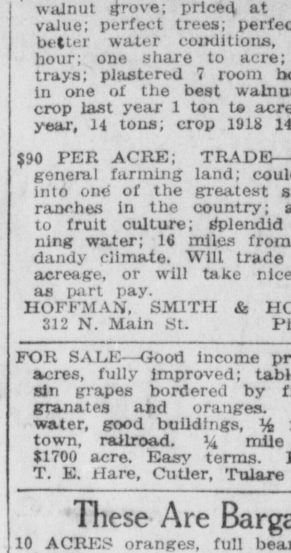 walnut grove; priced at
value; perfect trees; perfec
better water conditions,
hour; one share to acre;
trays; plastered 7 room h
in one of the best walnu
crop last year 1 ton to acre
year, 14 tons; crop 1918 14
$90 PER ACRE; TRADE—
general farming land; coul
into one of the greatest s
ranches in the country; a
to fruit culture; splendid
ning water; 16 miles from
dandy climate. Will trade
acreage, or will take nice
as part pay.
HOFFMAN, SMITH & HO
312 N. Main St. Pl
FOR SALE—Good income pr
acres, fully improved; tabl
sin grapes bordered by f
granates and oranges.
water, good buildings, ½
town, railroad. ¼ mile
$1700 acre. Easy terms.
T. E. Hare, Cutler, Tulare
These Are Barga
10 ACRES oranges, full bear